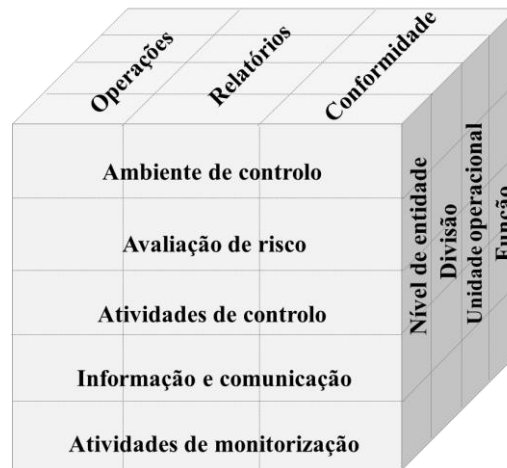 Operações
Relatórios
Conformidade
Ambiente de controlo
Avaliação de risco
Atividades de controlo
Informação e comunicação
Atividades de monitorização
Nível de entidade
Divisão
Unidade operacional
Função